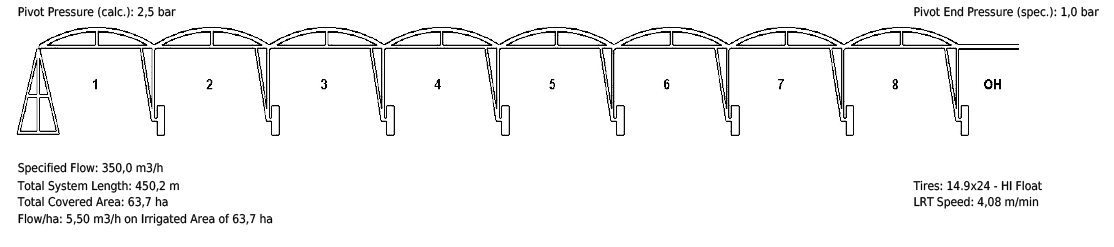 Pivot Pressure (calc.): 2,5 bar
Pivot End Pressure (spec.): 1,0 bar
1 2 3 4 5 6 7 8 OH
Specified Flow: 350,0 m3/h
Total System Length: 450,2 m
Total Covered Area: 63,7 ha
Flow/ha: 5,50 m3/h on Irrigated Area of 63,7 ha
Tires: 14.9x24 - HI Float
LRT Speed: 4,08 m/min